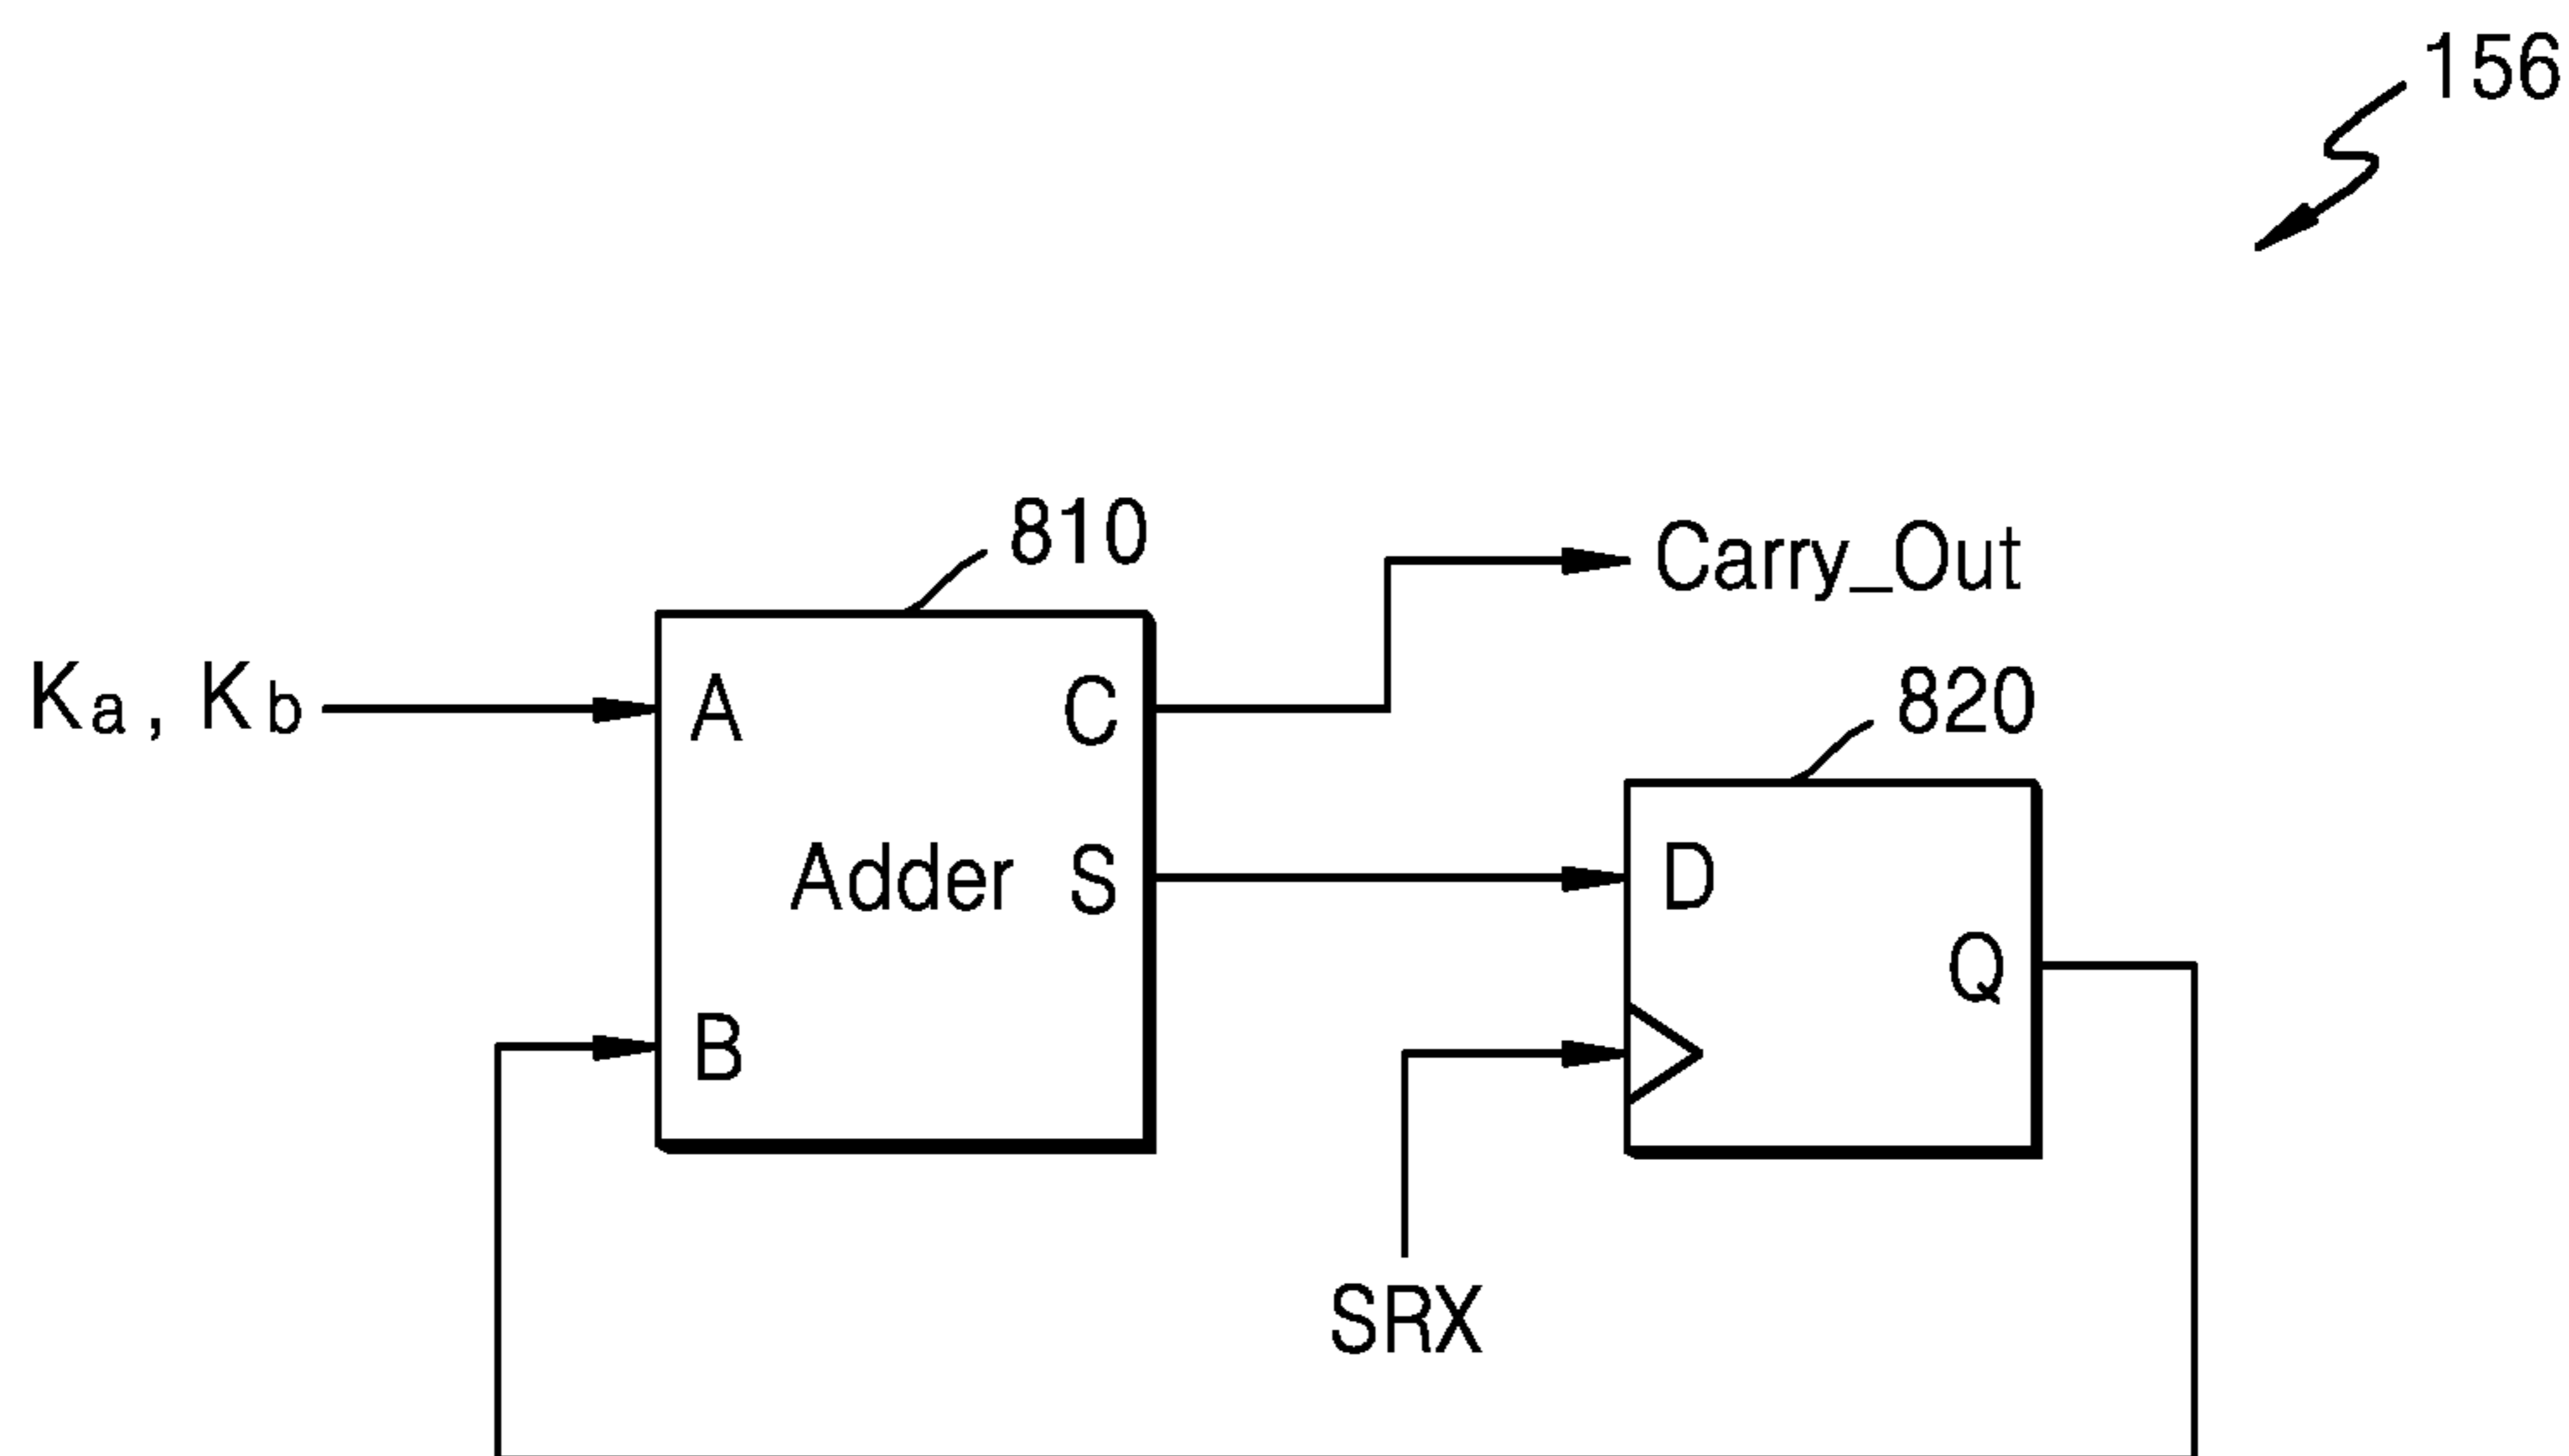 156
810
Carry_Out
Ka, Kb
A
C
820
Adder
S
D
Q
B
SRX